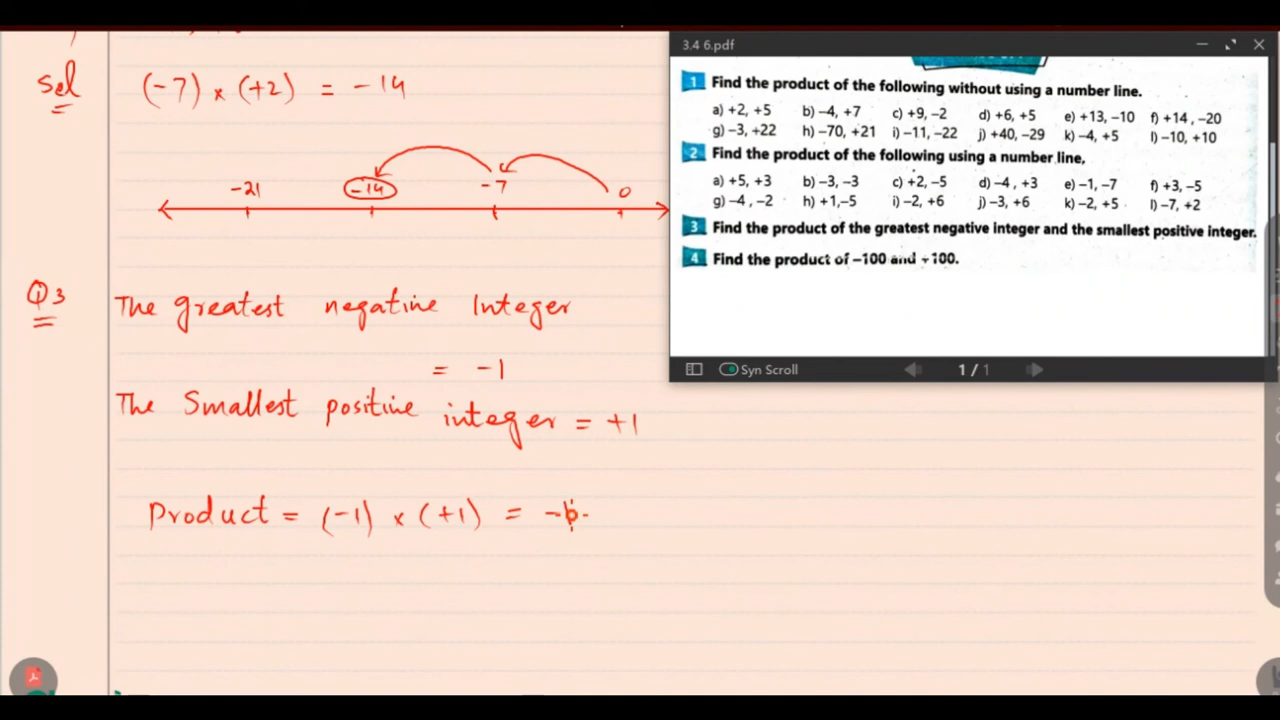 sel
(-7) × (+2) = -14
-21 -14 -7 0
Q3 The greatest negative Integer
= -1
The Smallest positive integer = +1
Product = (-1) × (+1) =
3.4 6.pdf
1 Find the product of the following without using a number line.
a) +2, +5 b) -4, +7 c) +9, -2 d) +6, +5 e) +13, -10 f) +14, -20
g) -3, +22 h) -70, +21 i) -11, -22 j) +40, -29 k) -4, +5 l) -10, +10
2 Find the product of the following using a number line,
a) +5, +3 b) -3, -3 c) +2, -5 d) -4, +3 e) -1, -7 f) +3, -5
g) -4, -2 h) +1,-5 i) -2, +6 j) -3, +6 k) -2, +5 l) -7, +2
3 Find the product of the greatest negative integer and the smallest positive integer.
4 Find the product of -100 and +100.
Syn Scroll 1 / 1